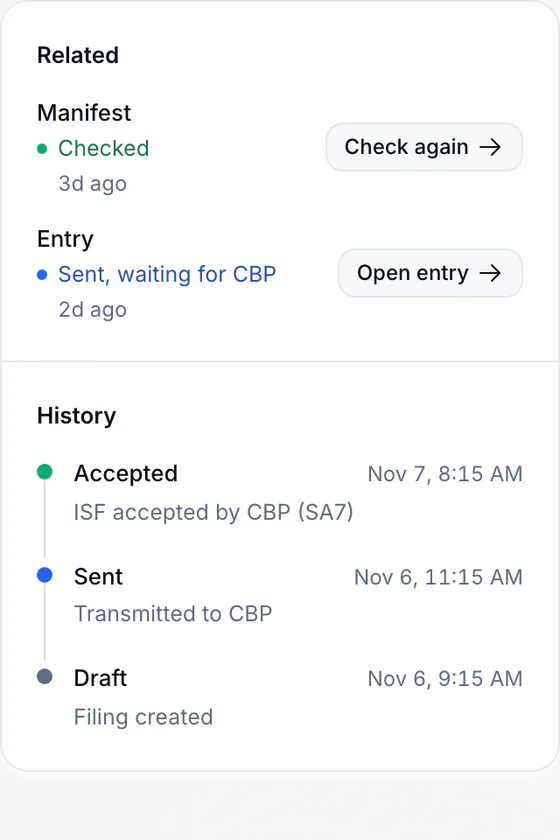 Related
Manifest
Checked
3d ago
Check again →
Entry
Sent, waiting for CBP
2d ago
Open entry →
History
Accepted Nov 7, 8:15 AM
ISF accepted by CBP (SA7)
Sent Nov 6, 11:15 AM
Transmitted to CBP
Draft Nov 6, 9:15 AM
Filing created